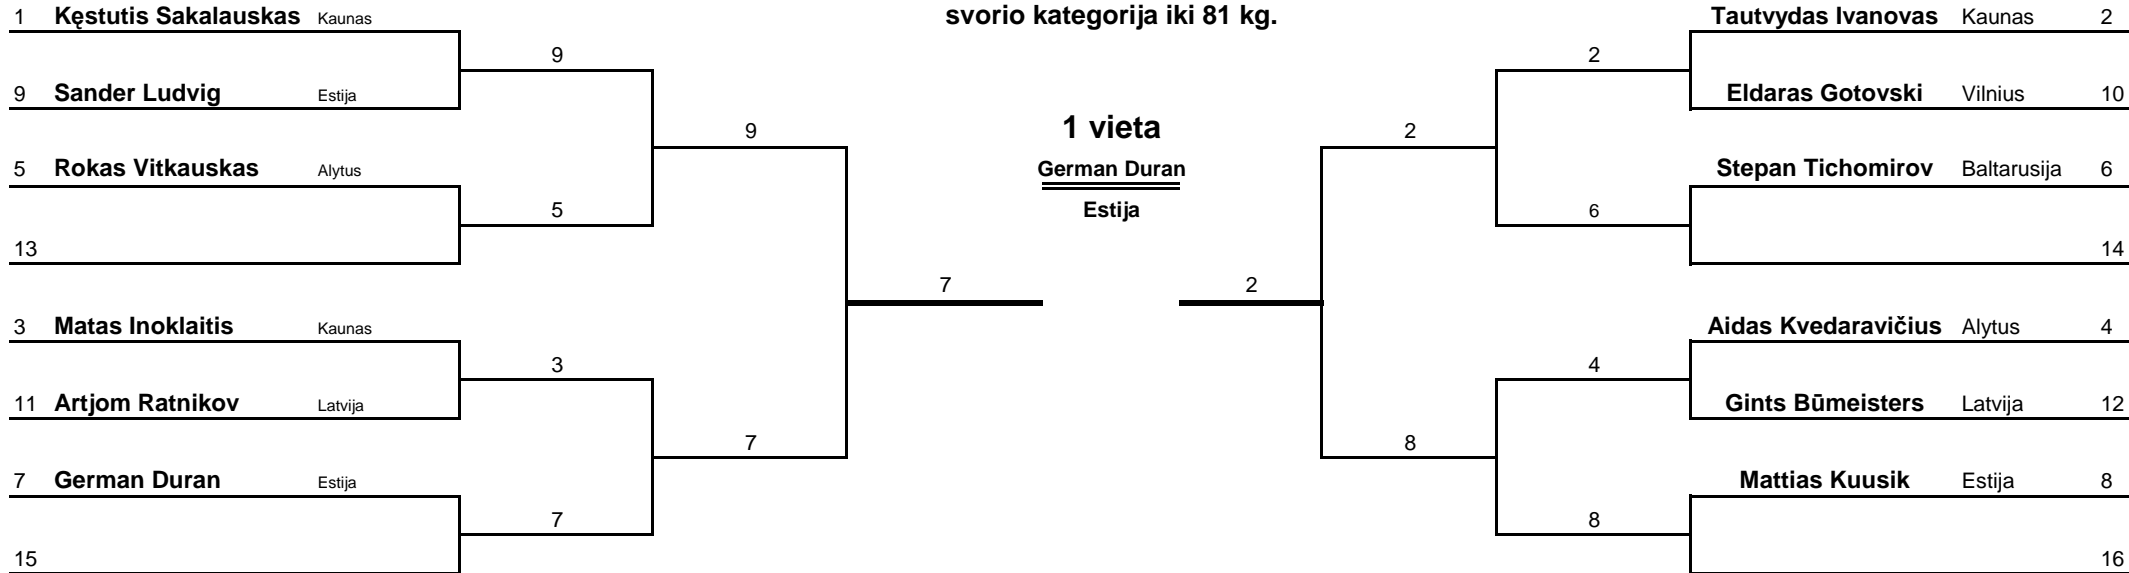 svorio kategorija iki 81 kg.
1 Kęstutis Sakalauskas Kaunas
9
9 Sander Ludvig Estija
9
5 Rokas Vitkauskas Alytus
5
13
7
3 Matas Inoklaitis Kaunas
3
11 Artjom Ratnikov Latvija
7
7 German Duran Estija
7
15
1 vieta
German Duran
Estija
Tautvydas Ivanovas Kaunas 2
2
Eldaras Gotovski Vilnius 10
2
Stepan Tichomirov Baltarusija 6
6
14
2
Aidas Kvedaravičius Alytus 4
4
Gints Būmeisters Latvija 12
8
Mattias Kuusik Estija 8
8
16